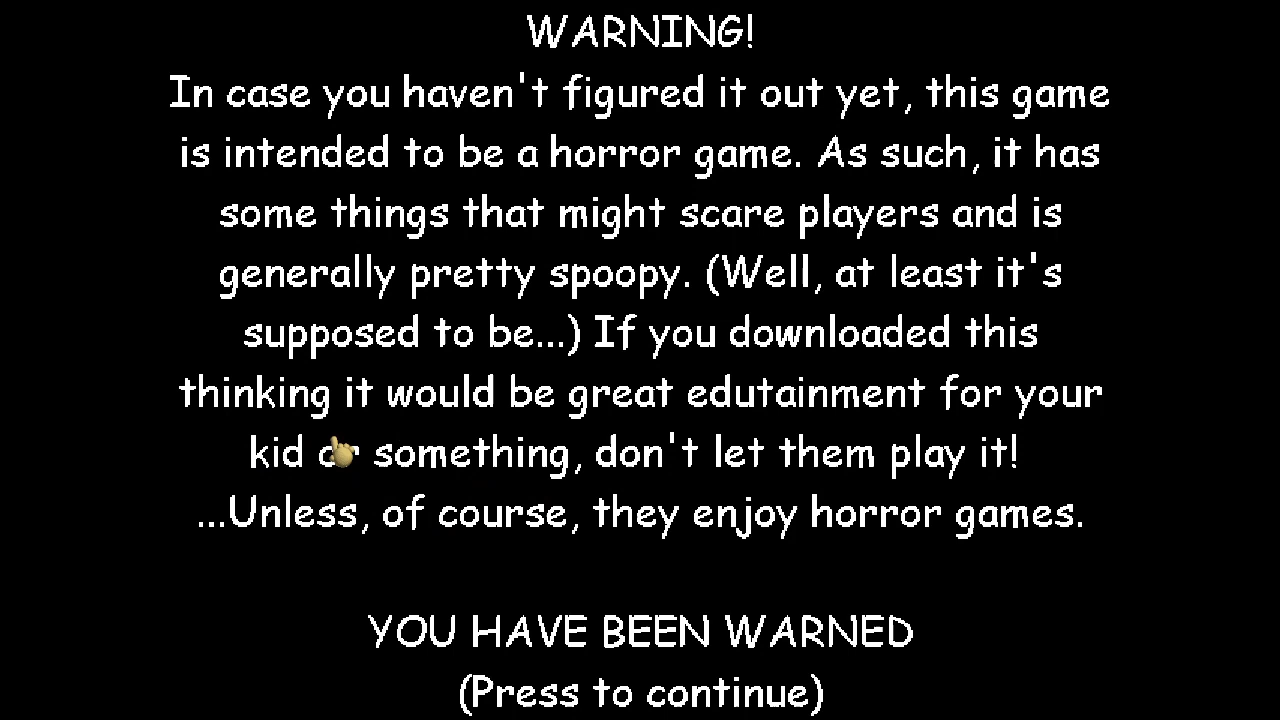 WARNING!
In case you haven't figured it out yet, this game
is intended to be a horror game. As such, it has
some things that might scare players and is
generally pretty spoopy. (Well, at least it's
supposed to be...) If you downloaded this
thinking it would be great edutainment for your
kid or something, don't let them play it!
...Unless, of course, they enjoy horror games.
YOU HAVE BEEN WARNED
(Press to continue)